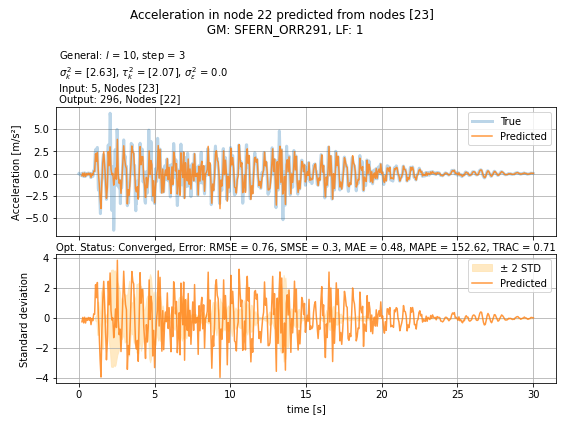 Acceleration in node 22 predicted from nodes [23]
GM: SFERN_ORR291, LF: 1
General: l = 10, step = 3
σ²ₖ = [2.63], τ²ₖ = [2.07], σ²ε = 0.0
Input: 5, Nodes [23]
Output: 296, Nodes [22]
Acceleration [m/s²]
5.0
2.5
0.0
−2.5
−5.0
True
Predicted
Opt. Status: Converged, Error: RMSE = 0.76, SMSE = 0.3, MAE = 0.48, MAPE = 152.62, TRAC = 0.71
Standard deviation
4
2
0
−2
−4
± 2 STD
Predicted
0 5 10 15 20 25 30
time [s]